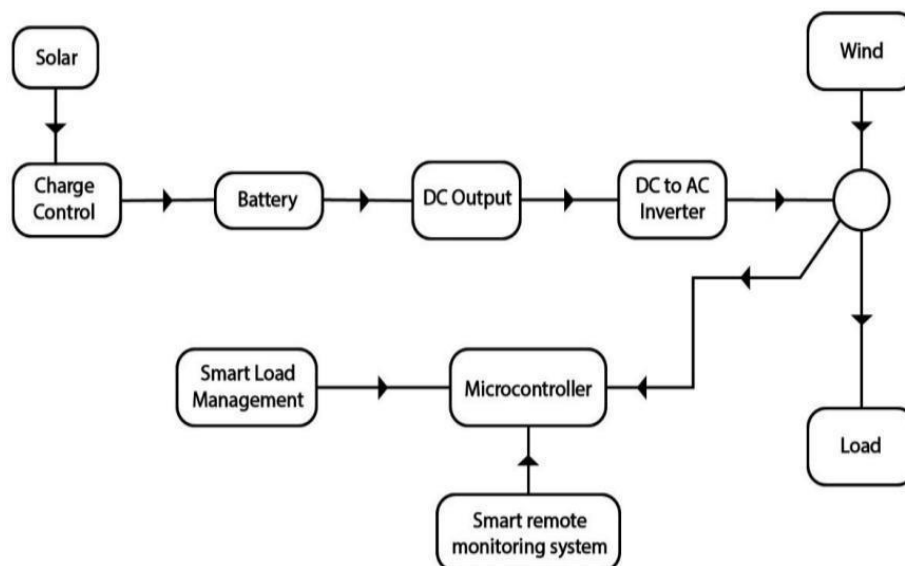 Solar
Wind
Charge
Control
Battery
DC Output
DC to AC
Inverter
Smart Load
Management
Microcontroller
Load
Smart remote
monitoring system